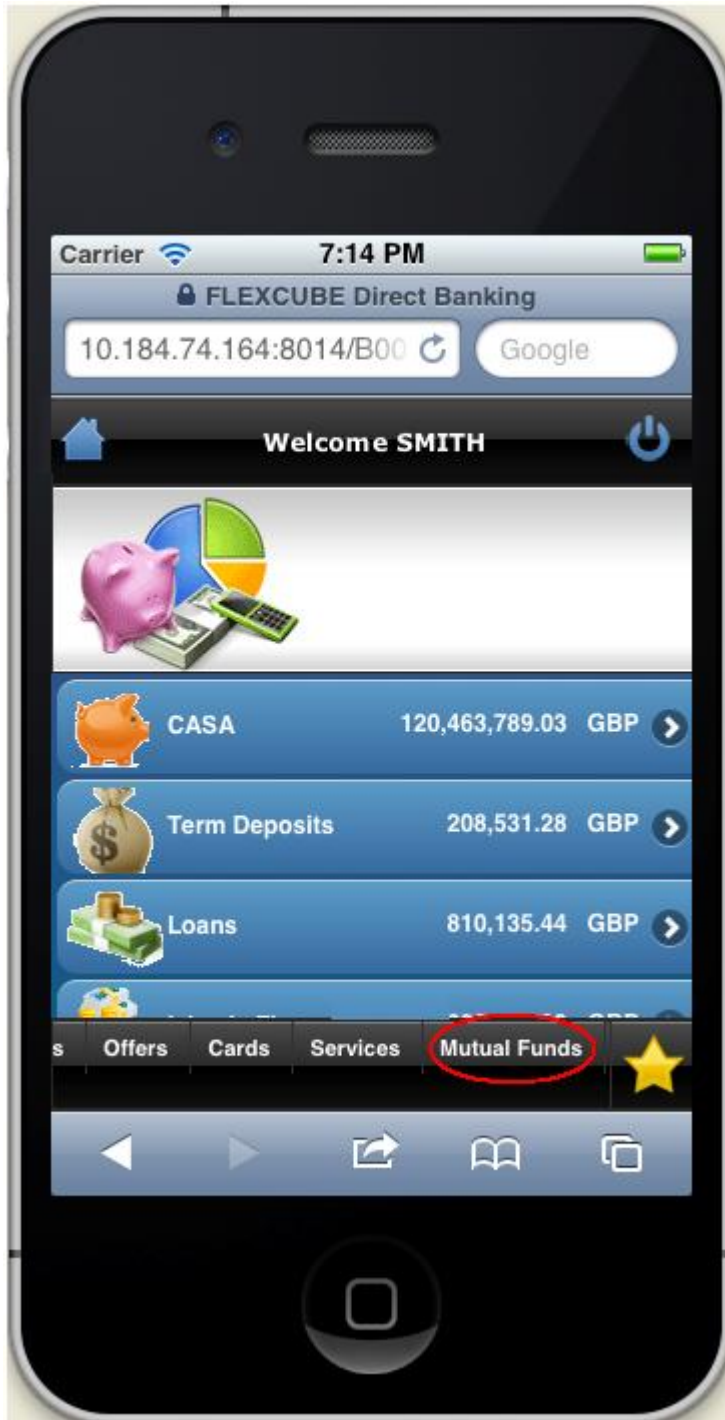 Carrier 7:14 PM
FLEXCUBE Direct Banking
10.184.74.164:8014/B00 Google
Welcome SMITH
CASA 120,463,789.03 GBP
$
Term Deposits 208,531.28 GBP
Loans 810,135.44 GBP
s Offers Cards Services Mutual Funds